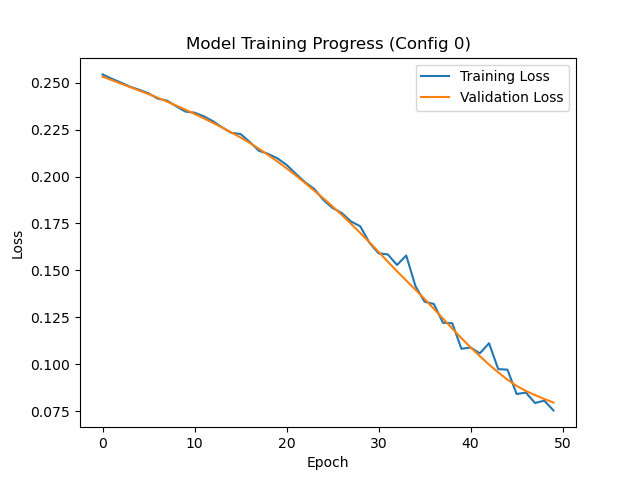 Model Training Progress (Config 0)
Training Loss
Validation Loss
0.250
0.225
0.200
0.175
0.150
0.125
0.100
0.075
Loss
0 10 20 30 40 50
Epoch